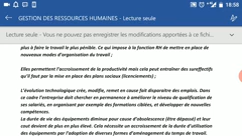 18:58
GESTION DES RESSOURCES HUMAINES - Lecture seule
Lecture seule - Vous ne pouvez pas enregistrer les modifications apportées à ce fichi...
plus à faire le travail le plus pénible. Ce qui impose à la fonction RH de mettre en place de
nouveaux modes d'organisation du travail ;
Elles permettent l'accroissement de la productivité mais cela peut entraîner des sureffectifs
qu'il faut par la mise en place des plans sociaux (licenciements) ;
L'évolution technologique crée, modifie, remet en cause fait disparaître des emplois. Dans
ce cadre l'entreprise doit chercher en permanence à améliorer le niveau de qualification de
ses salariés, en organisant par exemple des formations ciblées, et développer de nouvelles
compétences.
La durée de vie des équipements diminue pour cause d'obsolescence (être dépassé) et leur
coût devient de plus en plus élevé. Cela nécessite un accroissement de la durée d'utilisation
des équipements par l'adoption de diverses formes d'aménagement du temps de travail.